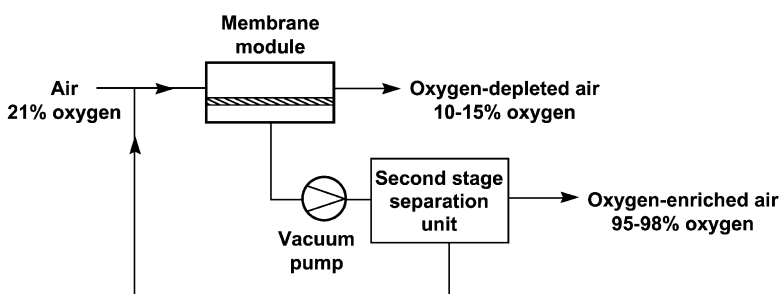 Membrane
module
Air
21% oxygen
Oxygen-depleted air
10-15% oxygen
Second stage
separation
unit
Vacuum
pump
Oxygen-enriched air
95-98% oxygen